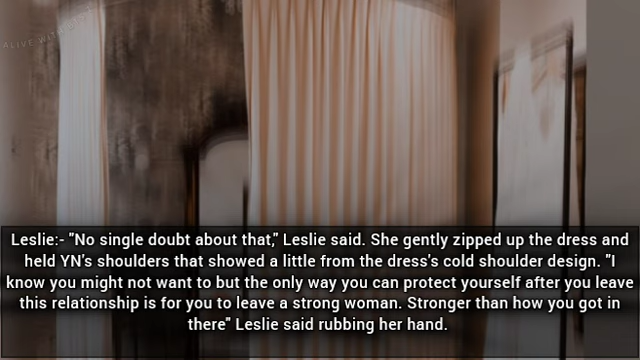 ALIVE WITH
Leslie:- "No single doubt about that," Leslie said. She gently zipped up the dress and
held YN's shoulders that showed a little from the dress's cold shoulder design. "I
know you might not want to but the only way you can protect yourself after you leave
this relationship is for you to leave a strong woman. Stronger than how you got in
there" Leslie said rubbing her hand.